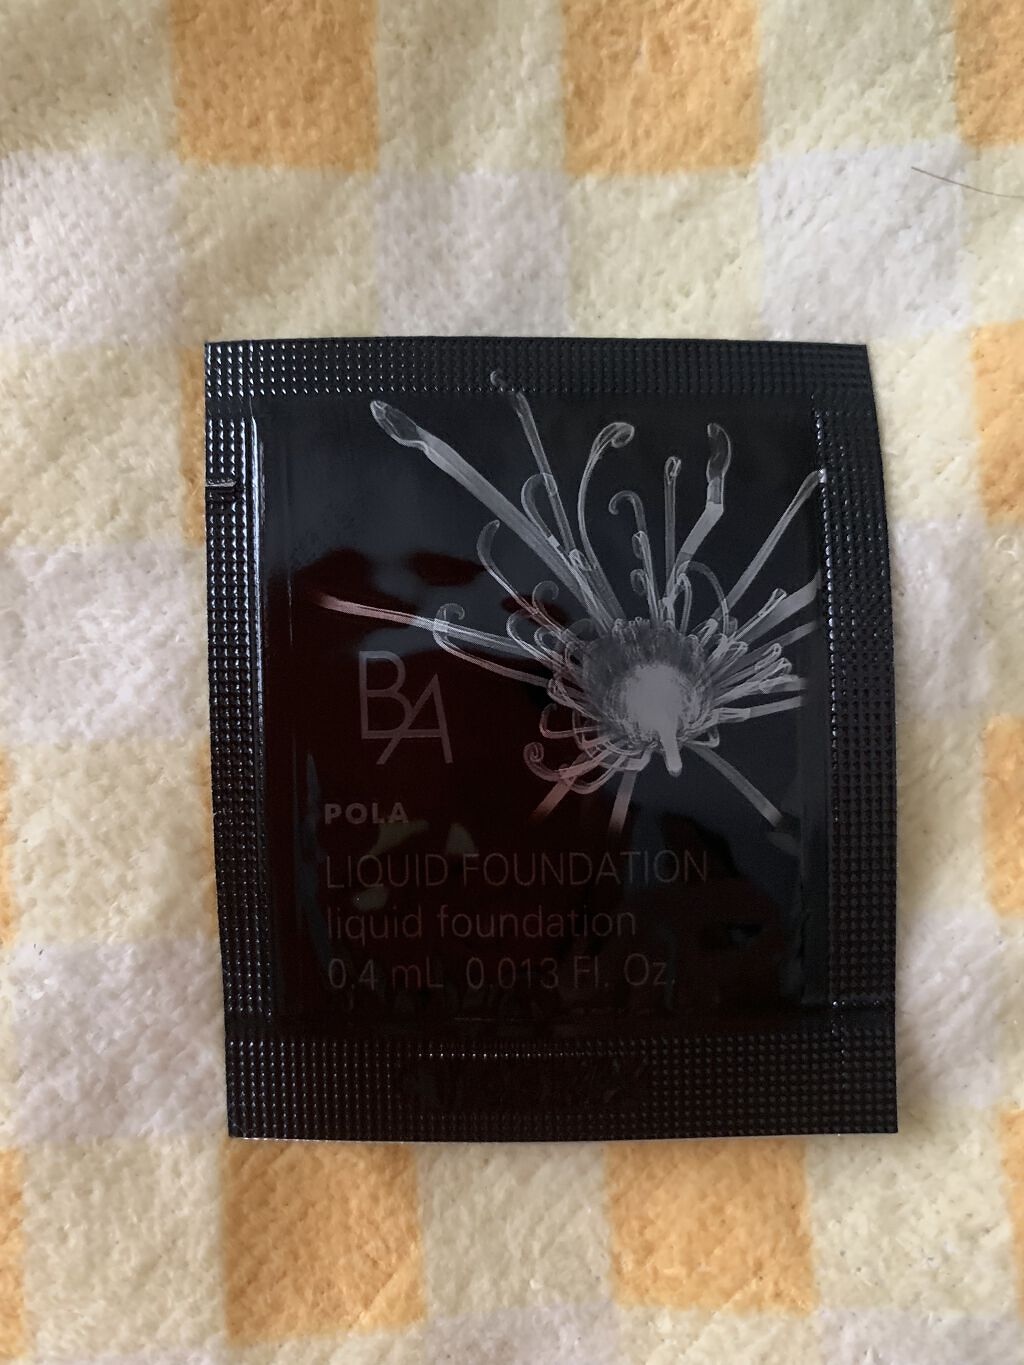 BA
POLA
LIQUID FOUNDATION
liquid foundation
0.4 mL 0.013 Fl. Oz.